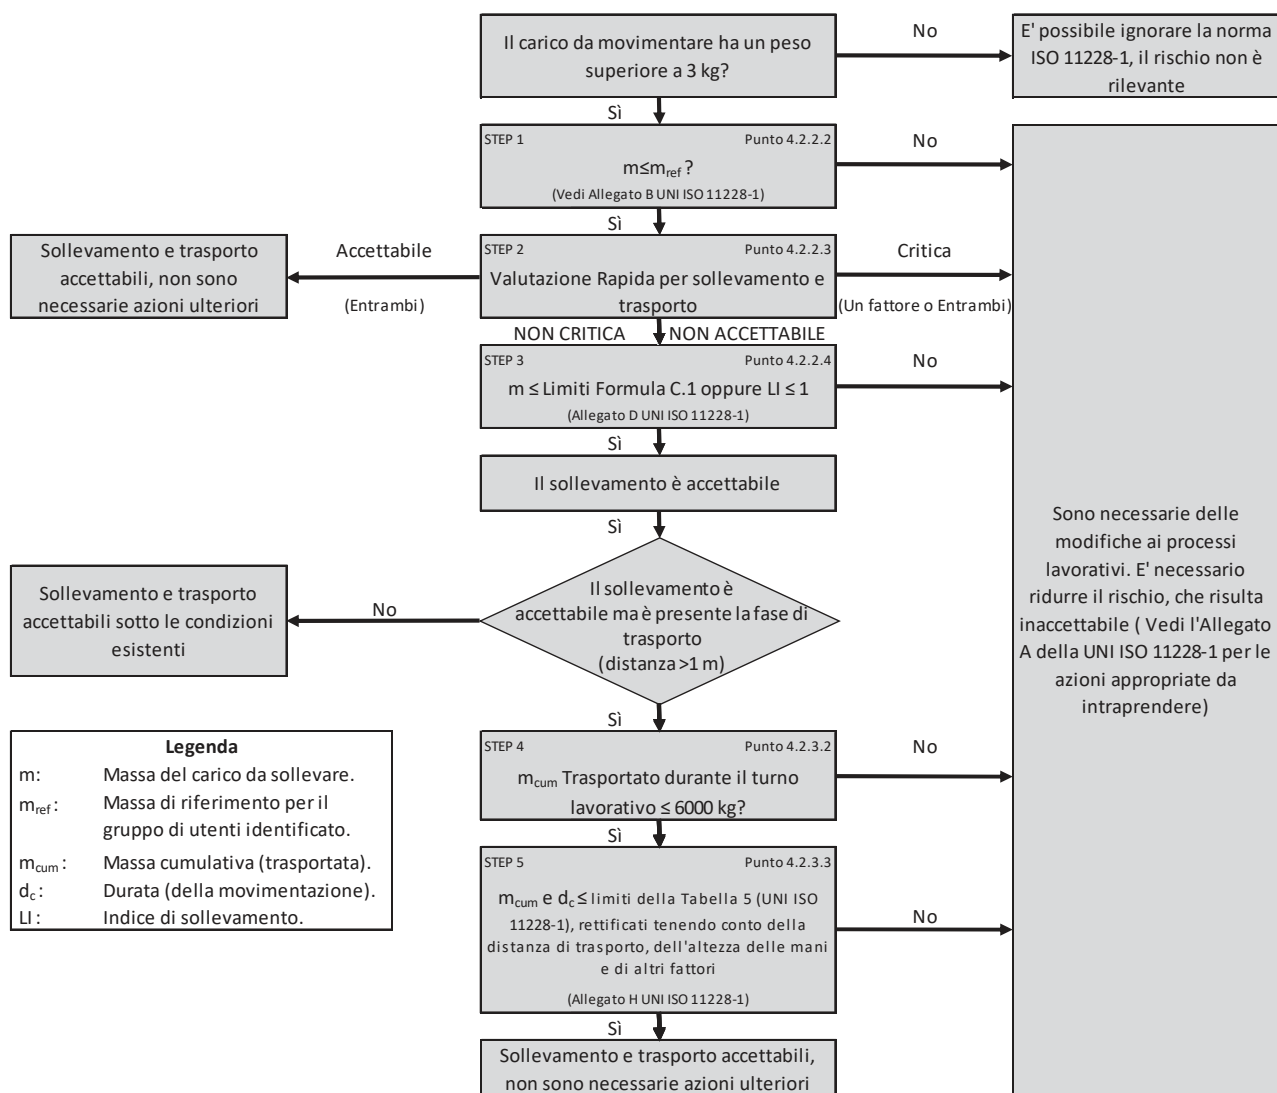 Il carico da movimentare ha un peso
superiore a 3 kg?
No
E' possibile ignorare la norma
ISO 11228-1, il rischio non è
rilevante
Sì
STEP 1
Punto 4.2.2.2
m≤mref ?
(Vedi Allegato B UNI ISO 11228-1)
No
Sì
Sollevamento e trasporto
accettabili, non sono
necessarie azioni ulteriori
Accettabile
(Entrambi)
STEP 2
Punto 4.2.2.3
Valutazione Rapida per sollevamento e
trasporto
Critica
(Un fattore o Entrambi)
NON CRITICA
NON ACCETTABILE
STEP 3
Punto 4.2.2.4
m ≤ Limiti Formula C.1 oppure LI ≤ 1
(Allegato D UNI ISO 11228-1)
No
Sì
Il sollevamento è accettabile
Sì
Sono necessarie delle
modifiche ai processi
lavorativi. E' necessario
ridurre il rischio, che risulta
inaccettabile ( Vedi l'Allegato
A della UNI ISO 11228-1 per le
azioni appropriate da
intraprendere)
Sollevamento e trasporto
accettabili sotto le condizioni
esistenti
No
Il sollevamento è
accettabile ma è presente la fase di
trasporto
(distanza >1 m)
Sì
STEP 4
Punto 4.2.3.2
mcum Trasportato durante il turno
lavorativo ≤ 6000 kg?
No
Sì
Legenda
m: Massa del carico da sollevare.
mref: Massa di riferimento per il
gruppo di utenti identificato.
mcum: Massa cumulativa (trasportata).
dc: Durata (della movimentazione).
LI: Indice di sollevamento.
STEP 5
Punto 4.2.3.3
mcum e dc ≤ limiti della Tabella 5 (UNI ISO
11228-1), rettificati tenendo conto della
distanza di trasporto, dell'altezza delle mani
e di altri fattori
(Allegato H UNI ISO 11228-1)
No
Sì
Sollevamento e trasporto accettabili,
non sono necessarie azioni ulteriori